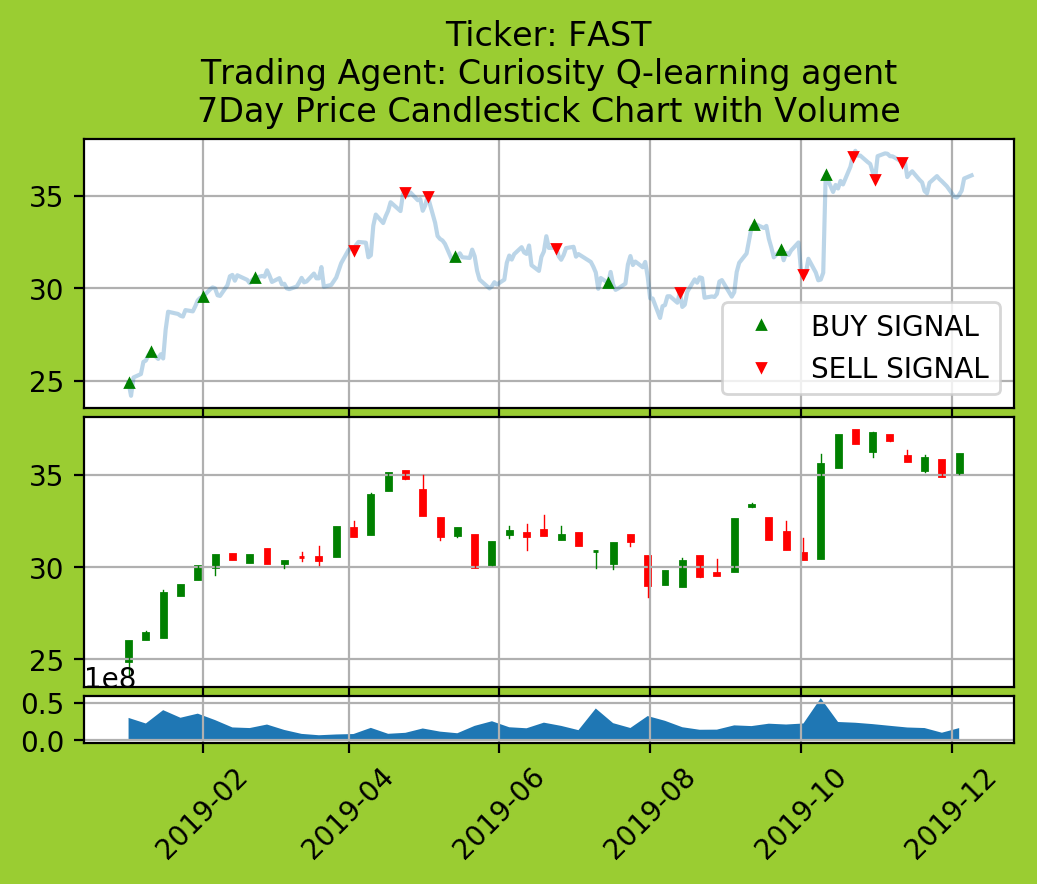 Ticker: FAST
Trading Agent: Curiosity Q-learning agent
7Day Price Candlestick Chart with Volume
35
30
25
BUY SIGNAL
SELL SIGNAL
35
30
25
1e8
0.5
0.0
2019-02
2019-04
2019-06
2019-08
2019-10
2019-12